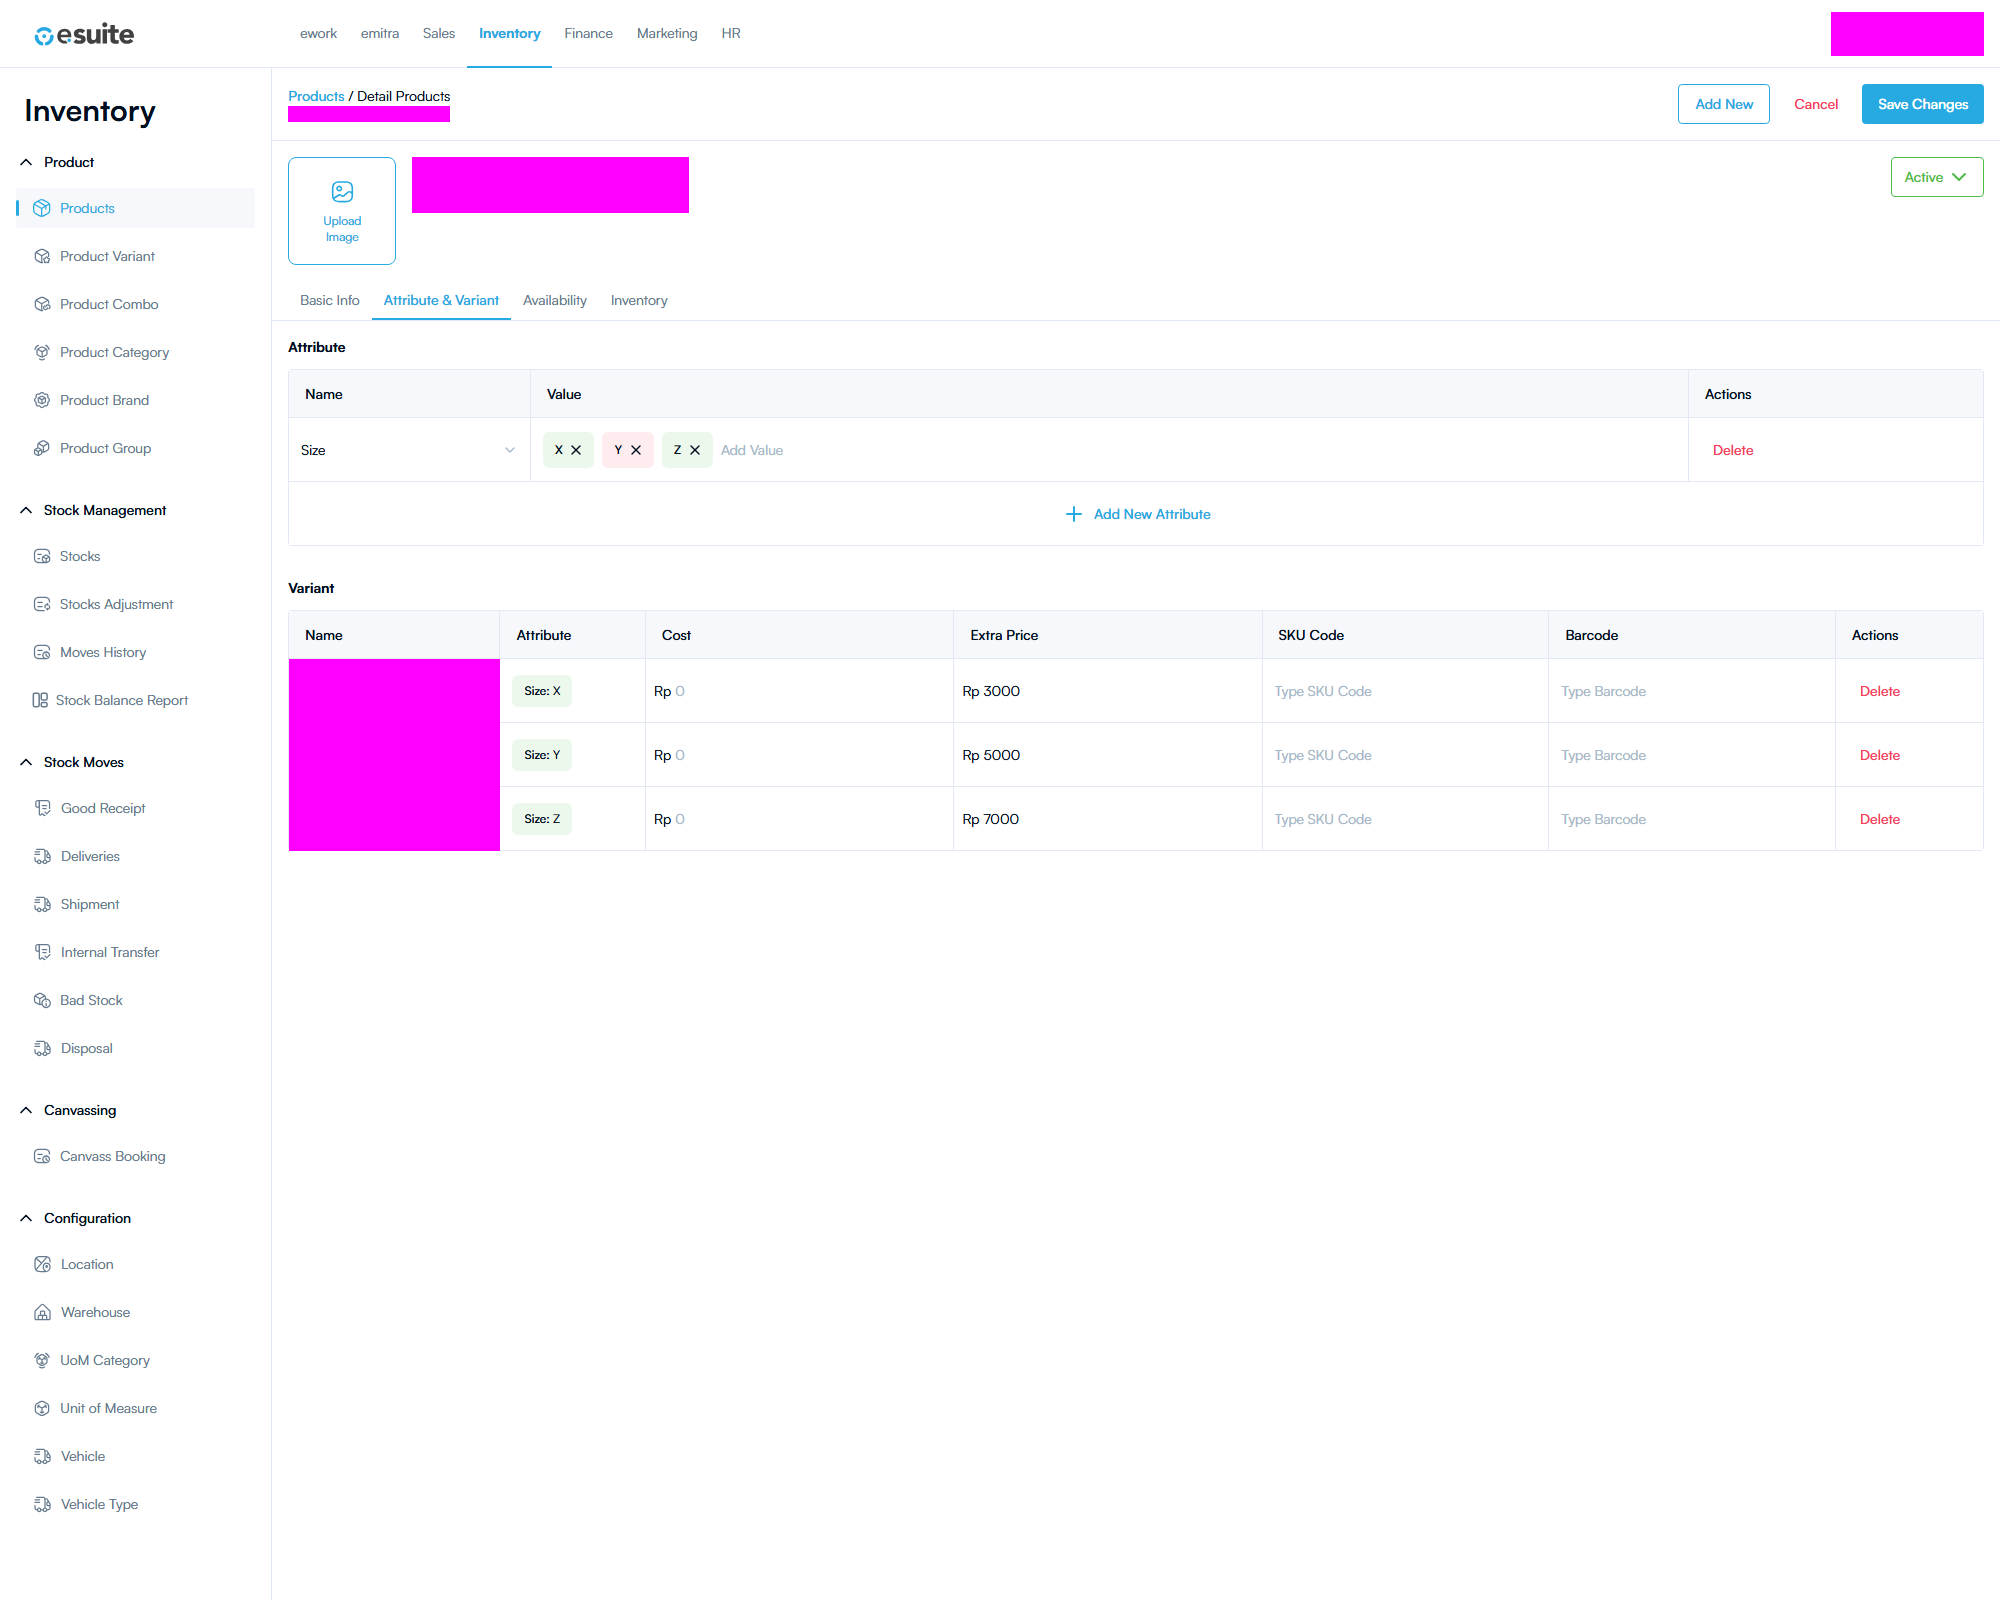 esuite
ework emitra Sales Inventory Finance Marketing HR
Inventory
Product
Products
Product Variant
Product Combo
Product Category
Product Brand
Product Group
Stock Management
Stocks
Stocks Adjustment
Moves History
Stock Balance Report
Stock Moves
Good Receipt
Deliveries
Shipment
Internal Transfer
Bad Stock
Disposal
Canvassing
Canvass Booking
Configuration
Location
Warehouse
UoM Category
Unit of Measure
Vehicle
Vehicle Type
Products / Detail Products
Add New Cancel Save Changes
Upload
Image
Active
Basic Info Attribute & Variant Availability Inventory
Attribute
Name Value Actions
Size X Y Z Add Value Delete
Add New Attribute
Variant
Name Attribute Cost Extra Price SKU Code Barcode Actions
Size: X Rp 0 Rp 3000 Type SKU Code Type Barcode Delete
Size: Y Rp 0 Rp 5000 Type SKU Code Type Barcode Delete
Size: Z Rp 0 Rp 7000 Type SKU Code Type Barcode Delete